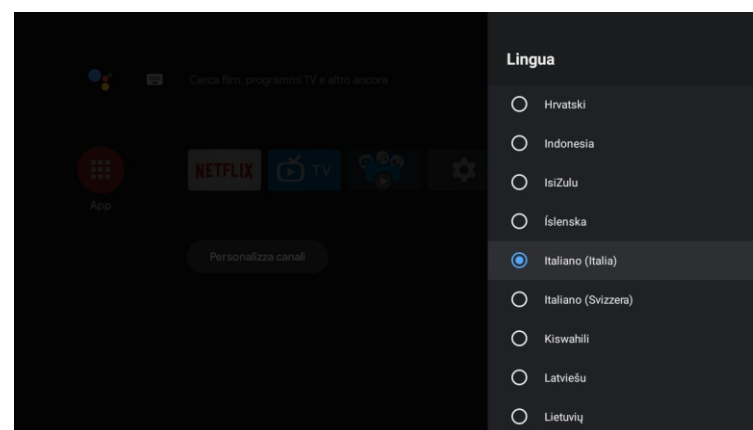 Cerca film, programmi TV e altro ancora
NETFLIX
TV
App
Personalizza canali
Lingua
Hrvatski
Indonesia
IsiZulu
Íslenska
Italiano (Italia)
Italiano (Svizzera)
Kiswahili
Latviešu
Lietuvių